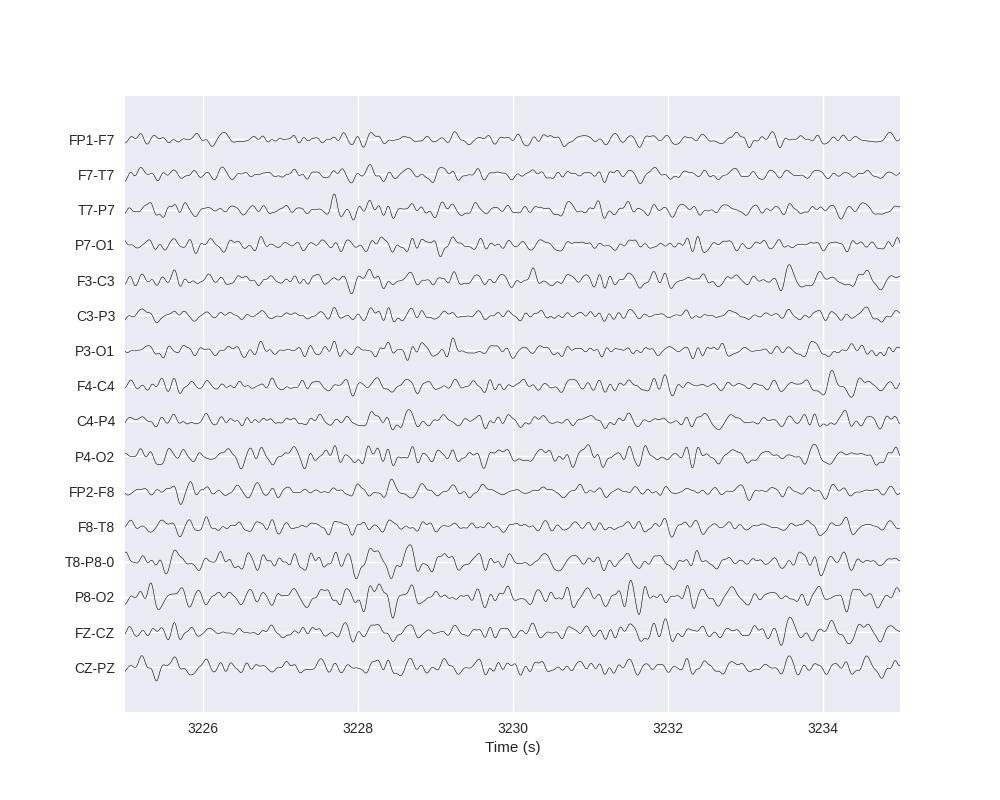 FP1-F7
F7-T7
T7-P7
P7-O1
F3-C3
C3-P3
P3-O1
F4-C4
C4-P4
P4-O2
FP2-F8
F8-T8
T8-P8-0
P8-O2
FZ-CZ
CZ-PZ
3226 3228 3230 3232 3234
Time (s)